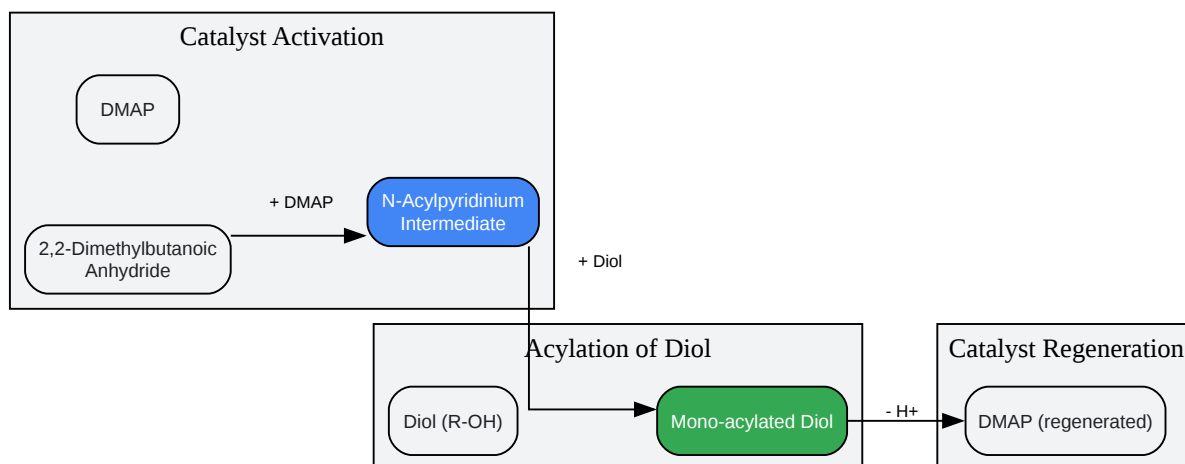 Catalyst Activation
DMAP
+ DMAP
N-Acylpyridinium
Intermediate
2,2-Dimethylbutanoic
Anhydride
+ Diol
Acylation of Diol
Diol (R-OH)
Mono-acylated Diol
- H+
Catalyst Regeneration
DMAP (regenerated)